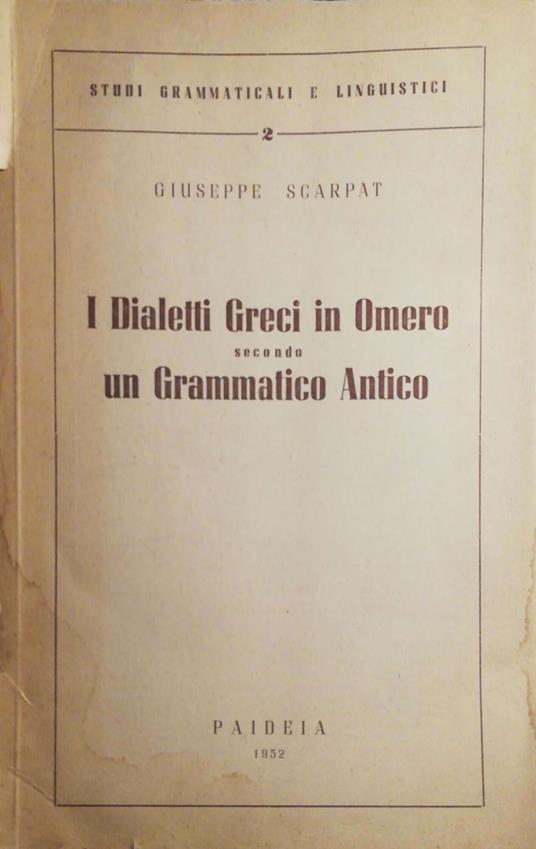 STUDI GRAMMATICALI E LINGUISTICI
2
GIUSEPPE SCARPAT
I Dialetti Greci in Omero
secondo
un Grammatico Antico
PAIDEIA
1952